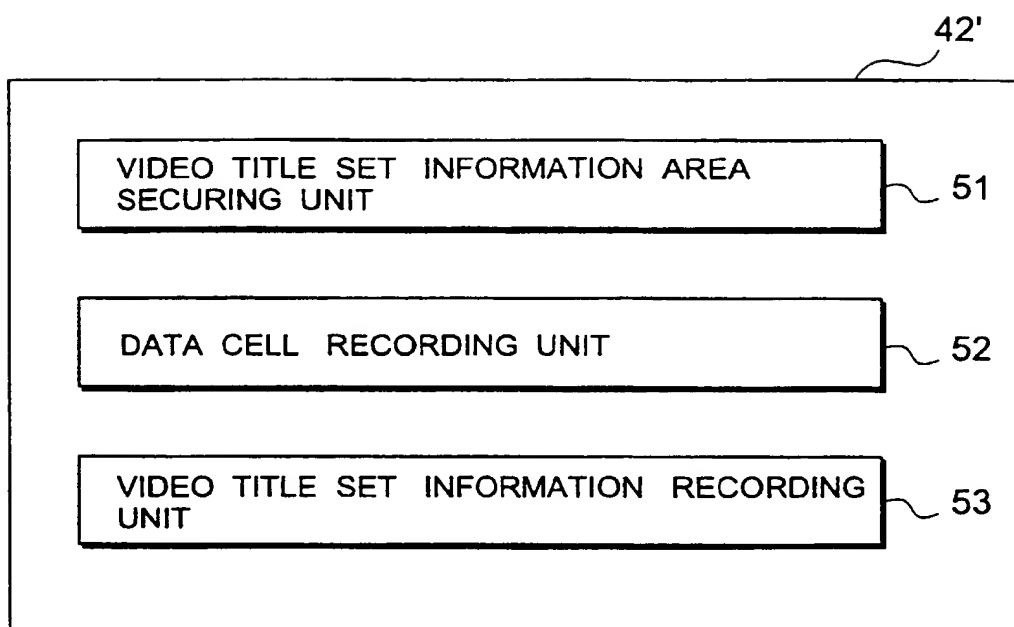 42'
VIDEO TITLE SET INFORMATION AREA
SECURING UNIT
51
DATA CELL RECORDING UNIT
52
VIDEO TITLE SET INFORMATION RECORDING
UNIT
53